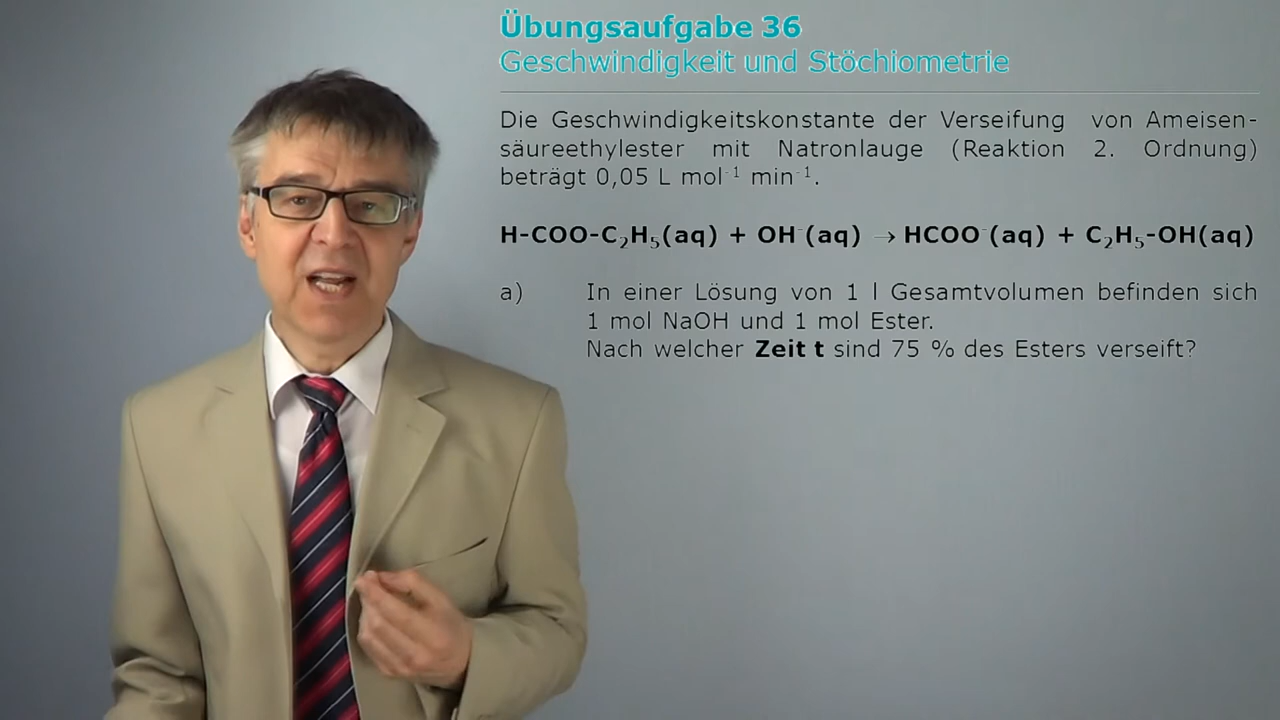 Übungsaufgabe 36
Geschwindigkeit und Stöchiometrie
Die Geschwindigkeitskonstante der Verseifung von Ameisen-
säureethylester mit Natronlauge (Reaktion 2. Ordnung)
beträgt 0,05 L mol⁻¹ min⁻¹.
H-COO-C₂H₅(aq) + OH⁻(aq) → HCOO⁻(aq) + C₂H₅-OH(aq)
a) In einer Lösung von 1 l Gesamtvolumen befinden sich
1 mol NaOH und 1 mol Ester.
Nach welcher Zeit t sind 75 % des Esters verseift?